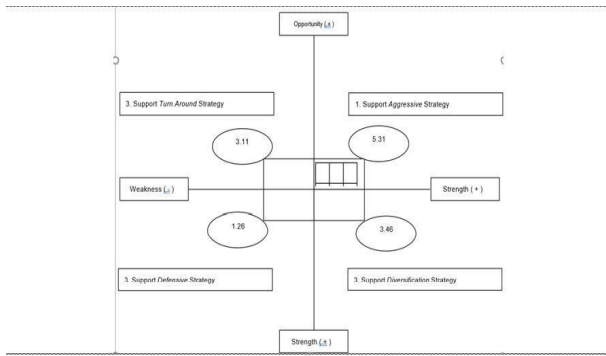 Opportunity ( + )
3. Support Turn Around Strategy
1. Support Aggressive Strategy
3.11
5.31
Weakness ( - )
Strength ( + )
1.26
3.46
3. Support Defensive Strategy
3. Support Diversification Strategy
Strength ( + )